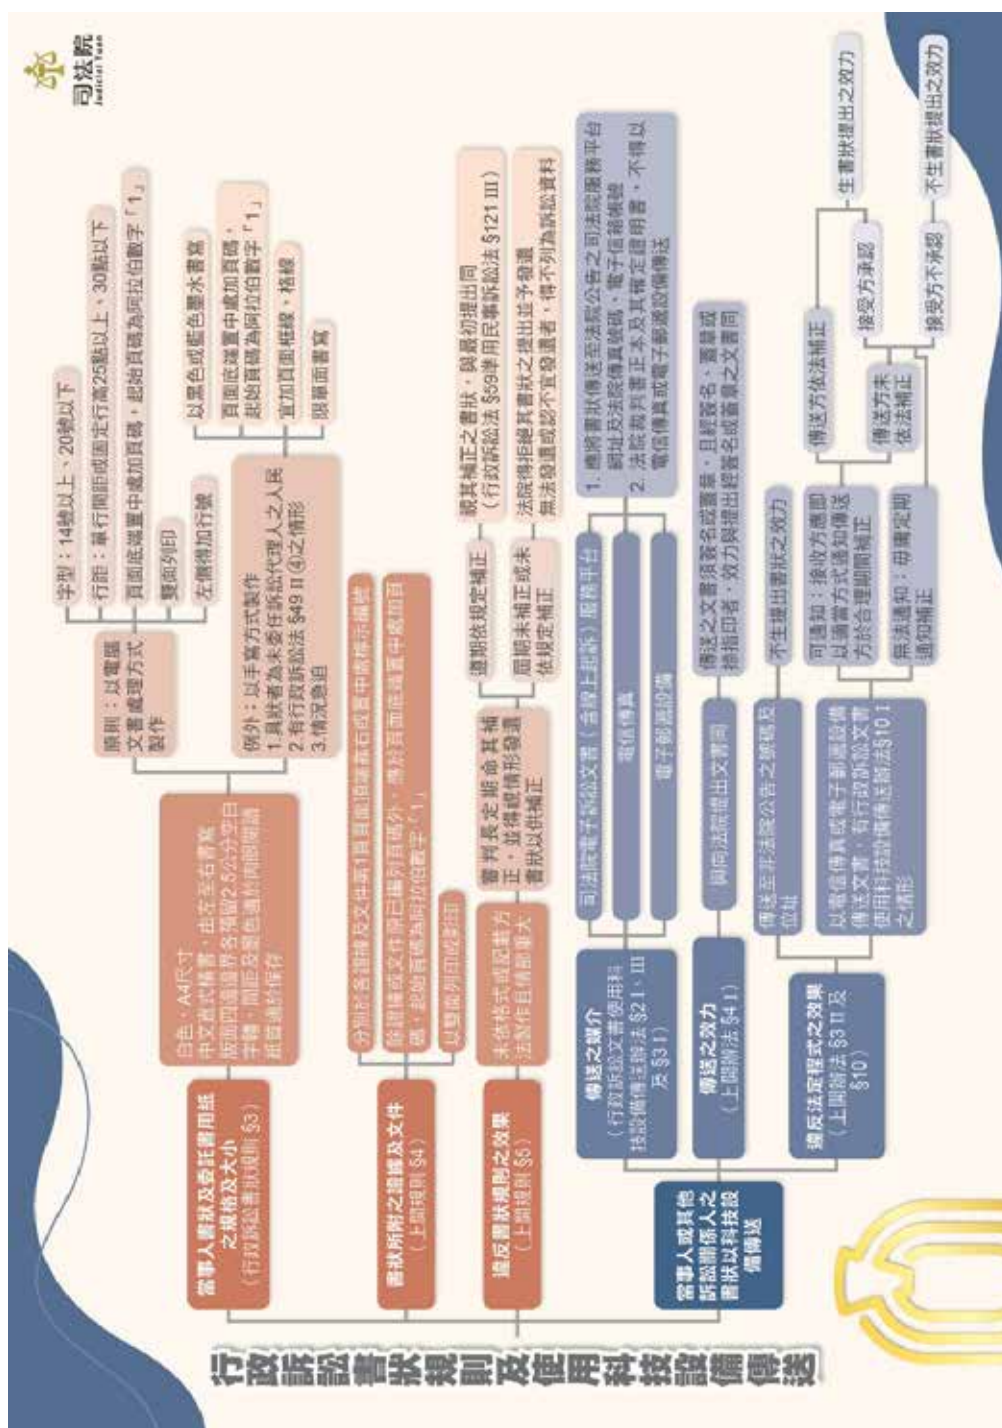 司法院
Judicial Yuan
行政訴訟書狀規則及使用科技設備傳送
當事人書狀及委託書用紙
之規格及大小
（行政訴訟書狀規則 §3）
白色，A4尺寸
中文直式橫書，由左至右書寫
版面四邊邊界各預留2.5公分空白
字體、間距及墨色適於肉眼閱讀
紙質適於保存
原則：以電腦
文書處理方式
製作
字型：14號以上、20號以下
行距：單行間距或固定行高25點以上、30點以下
頁面底端置中處加頁碼，起始頁碼為阿拉伯數字「1」
雙面列印
左側得加行號
例外：以手寫方式製作
1.具狀者為未委任訴訟代理人之人民
2.有行政訴訟法 §49 II ④之情形
3.情況急迫
以黑色或藍色墨水書寫
頁面底端置中處加頁碼，
起始頁碼為阿拉伯數字「1」
宜加頁面框線、格線
限單面書寫
書狀所附之證據及文件
（上開規則 §4）
分別於各證據及文件第1頁頁面頂端靠右或置中處標示編號
除證據或文件原已編列頁碼外，應於頁面底端置中處加頁
碼，起始頁碼為阿拉伯數字「1」
以雙面列印或影印
違反書狀規則之效果
（上開規則 §5）
未依格式或記載方
法製作且情節重大
審判長定期命其補
正，並得視情形發還
書狀以供補正
遵期依規定補正
視其補正之書狀，與最初提出同
（行政訴訟法 §59準用民事訴訟法 §121 III）
屆期未補正或未
依規定補正
法院得拒絕其書狀之提出並予發還
無法發還或認不宜發還者，得不列為訴訟資料
當事人或其他
訴訟關係人之
書狀以科技設
備傳送
傳送之媒介
（行政訴訟文書使用科
技設備傳送辦法 §2 I、III
及 §3 I）
司法院電子訴訟文書（含線上起訴）服務平台
電信傳真
電子郵遞設備
1. 應將書狀傳送至法院公告之司法院服務平台
網址及法院傳真號碼、電子信箱帳號
2. 法院裁判書正本及其確定證明書，不得以
電信傳真或電子郵遞設備傳送
傳送之效力
（上開辦法 §4 I）
與向法院提出文書同
傳送之文書須簽名或蓋章，且經簽名、蓋章或
按指印者，效力與提出經簽名或蓋章之文書同
違反法定程式之效果
（上開辦法 §3 II 及
§10）
傳送至非法院公告之號碼及
位址
不生提出書狀之效力
以電信傳真或電子郵遞設備
傳送文書，有行政訴訟文書
使用科技設備傳送辦法§10 I
之情形
可通知：接收方應即
以適當方式通知傳送
方於合理期間補正
無法通知：毋庸定期
通知補正
傳送方依法補正
傳送方未
依法補正
接受方承認
接受方不承認
生書狀提出之效力
不生書狀提出之效力